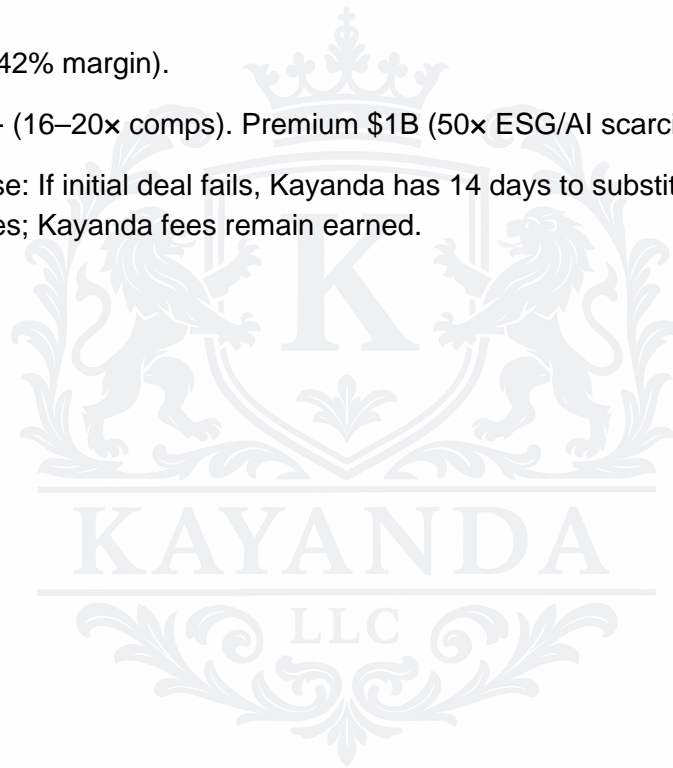 42% margin).
- (16–20× comps). Premium $1B (50× ESG/AI scarci
se: If initial deal fails, Kayanda has 14 days to substit
es; Kayanda fees remain earned.
K
KAYANDA
LLC